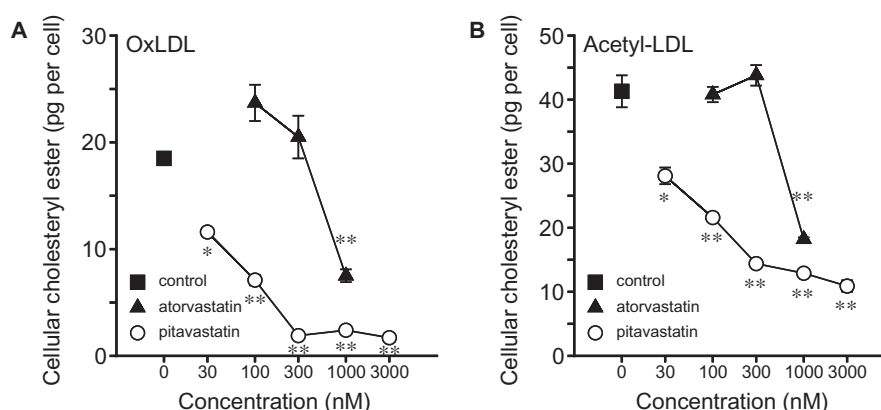 A
OxLDL
Cellular cholesteryl ester (pg per cell)
30
20
10
0
**
*
**
**
**
**
control
atorvastatin
pitavastatin
0 30 100 300 1000 3000
Concentration (nM)
B
Acetyl-LDL
Cellular cholesteryl ester (pg per cell)
50
40
30
20
10
0
**
*
**
**
**
**
control
atorvastatin
pitavastatin
0 30 100 300 1000 3000
Concentration (nM)